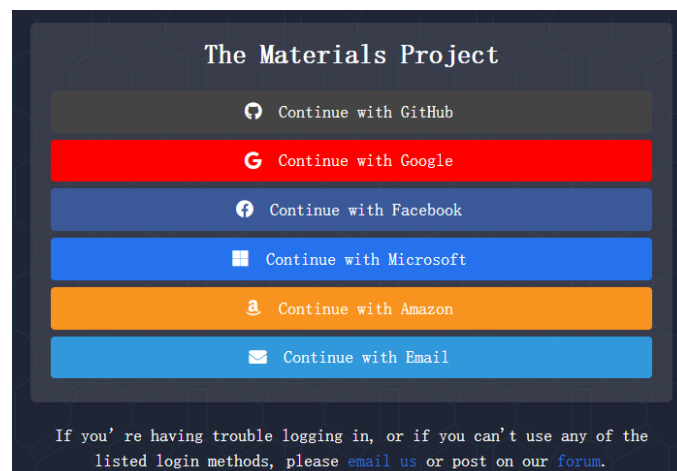 The Materials Project
Continue with GitHub
Continue with Google
Continue with Facebook
Continue with Microsoft
Continue with Amazon
Continue with Email
If you’re having trouble logging in, or if you can't use any of the
listed login methods, please email us or post on our forum.